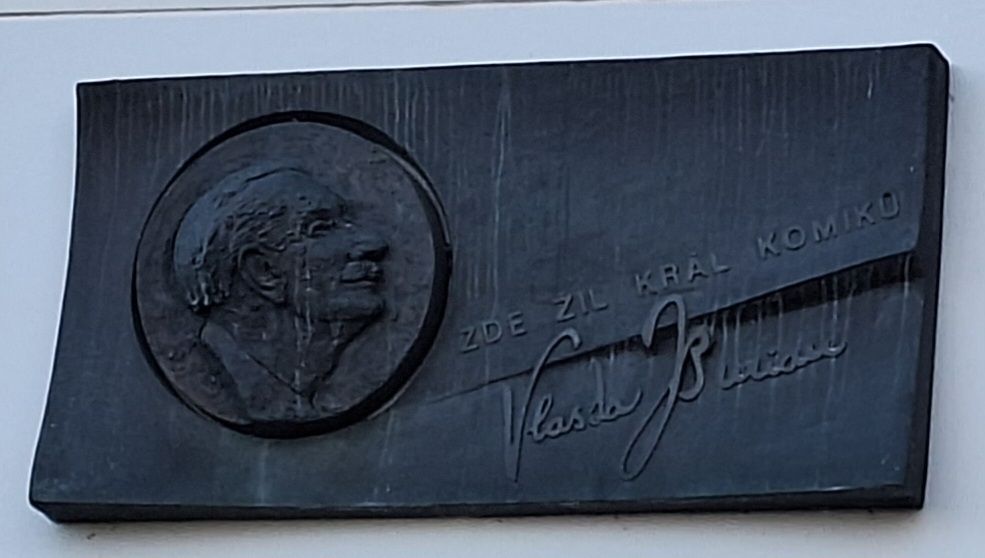 ZDE ŽIL KRÁL KOMIKŮ
Vlasta Burian